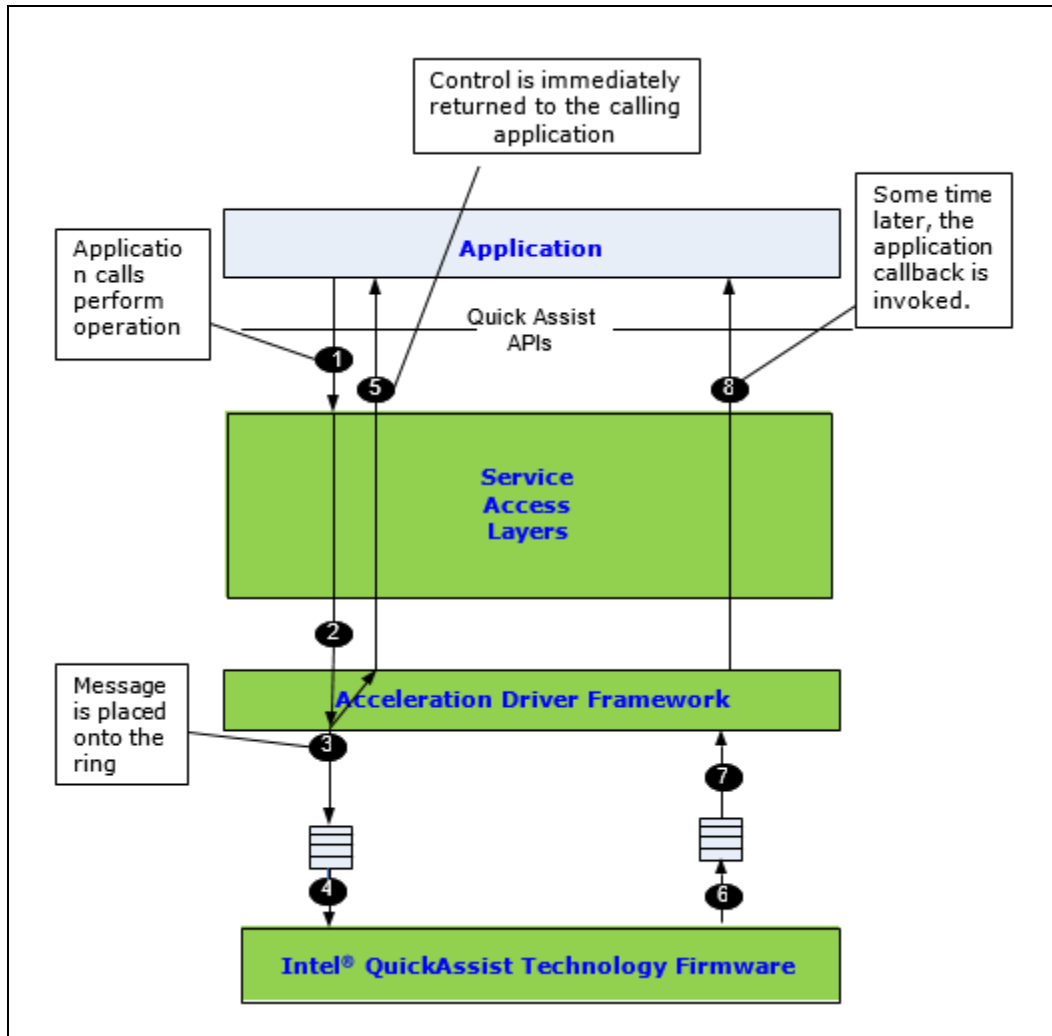 Control is immediately
returned to the calling
application
Some time
later, the
application
callback is
invoked.
Applicatio
n calls
perform
operation
Application
Quick Assist
APIs
1
5
8
Service
Access
Layers
2
Message
is placed
onto the
ring
Acceleration Driver Framework
3
7
4
6
Intel® QuickAssist Technology Firmware